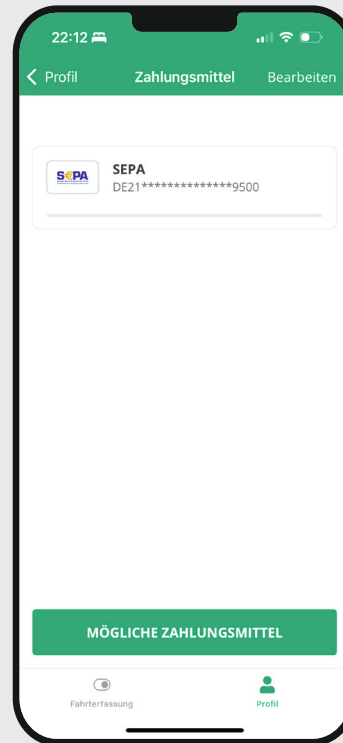 22:12
Profil
Zahlungsmittel
Bearbeiten
SEPA
SEPA
DE21**************9500
MÖGLICHE ZAHLUNGSMITTEL
Fahrterfassung
Profil